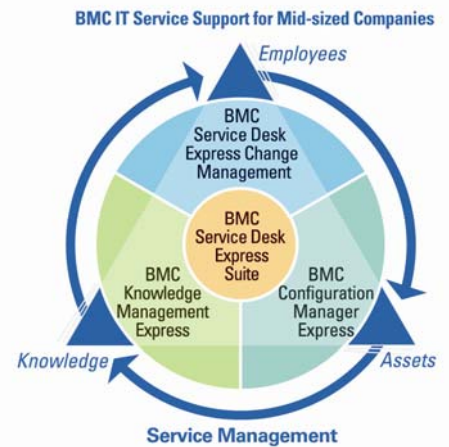 BMC IT Service Support for Mid-sized Companies
Employees
BMC
Service Desk
Express Change
Management
BMC
Service Desk
Express
Suite
BMC
Knowledge
Management
Express
BMC
Configuration
Manager
Express
Knowledge
Assets
Service Management